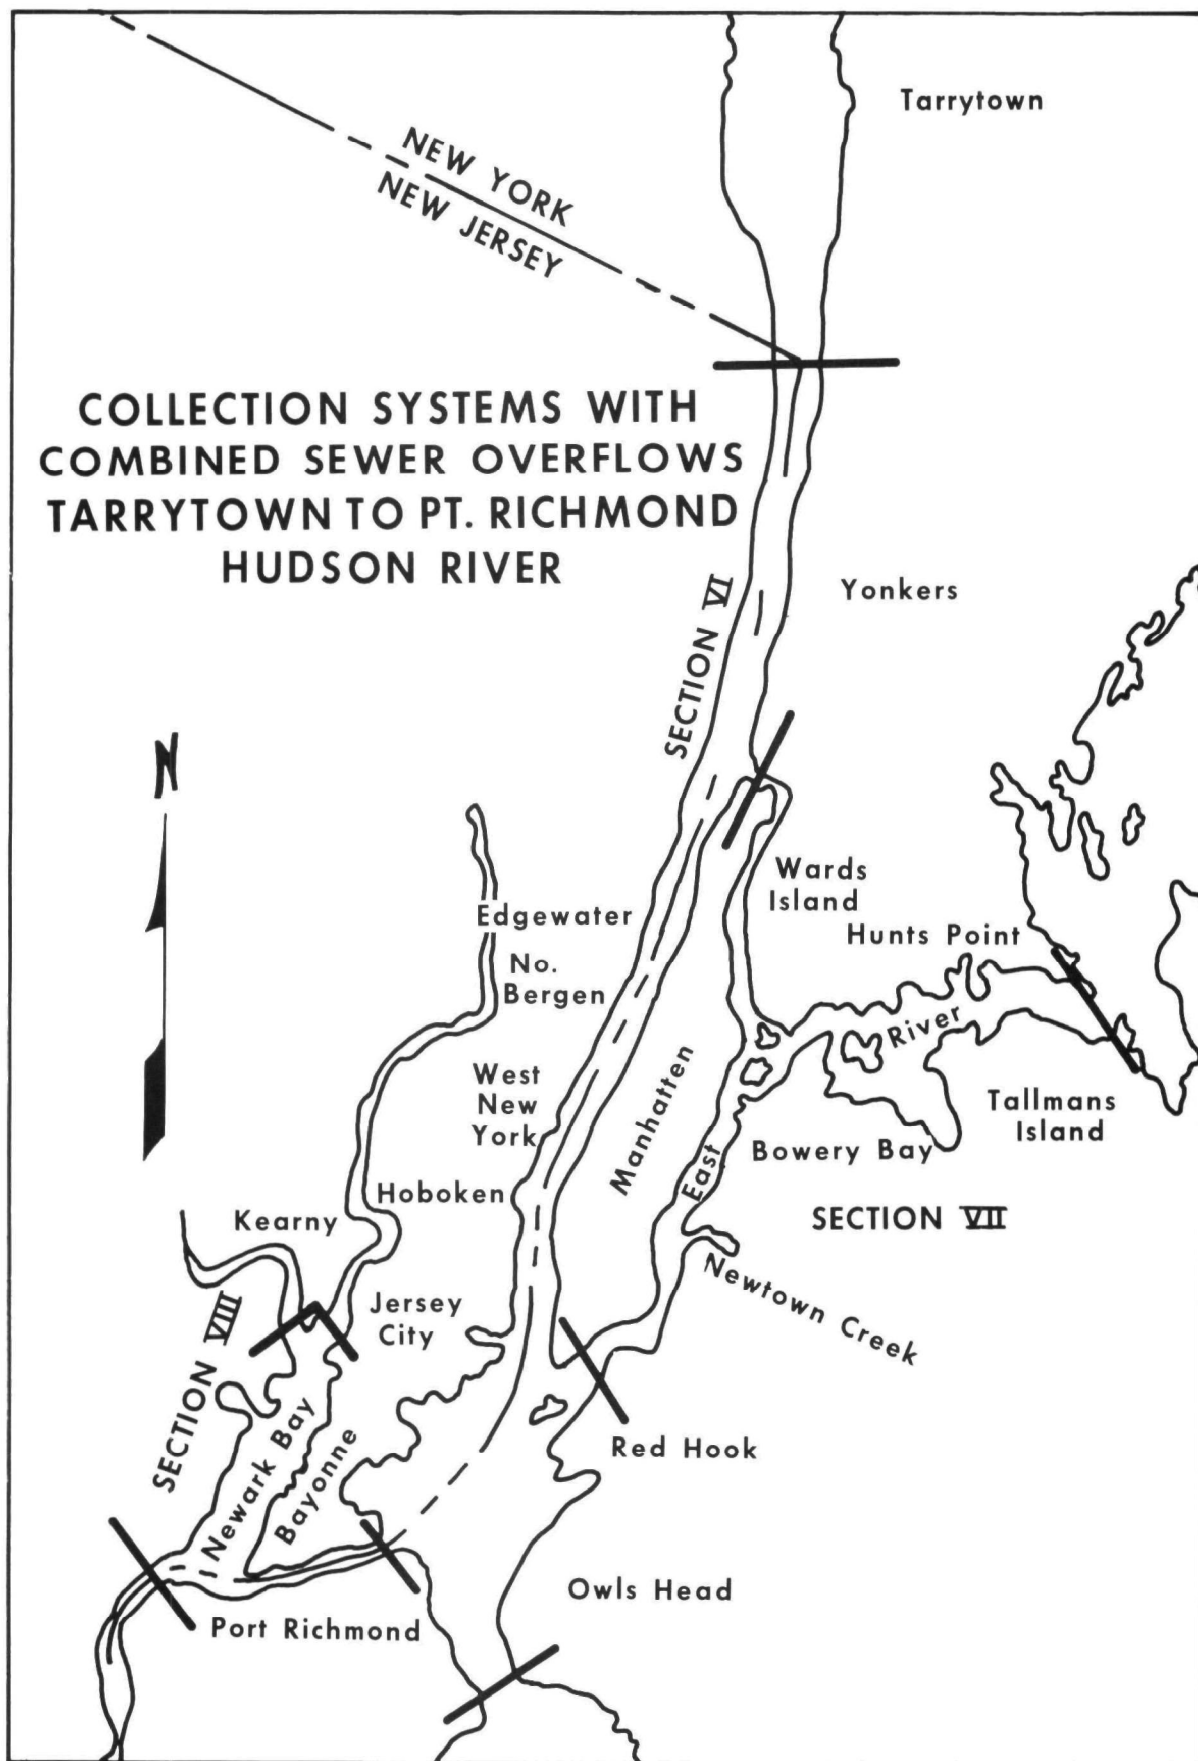 Tarrytown
NEW YORK
NEW JERSEY
COLLECTION SYSTEMS WITH
COMBINED SEWER OVERFLOWS
TARRYTOWN TO PT. RICHMOND
HUDSON RIVER
SECTION VI
Yonkers
N
Wards
Island
Edgewater
Hunts Point
No.
Bergen
River
West
New
York
Manhatten
Tallmans
Island
East
Bowery Bay
Hoboken
Kearny
SECTION VII
Newtown Creek
Jersey
City
SECTION VIII
Newark Bay
Bayonne
Red Hook
Owls Head
Port Richmond